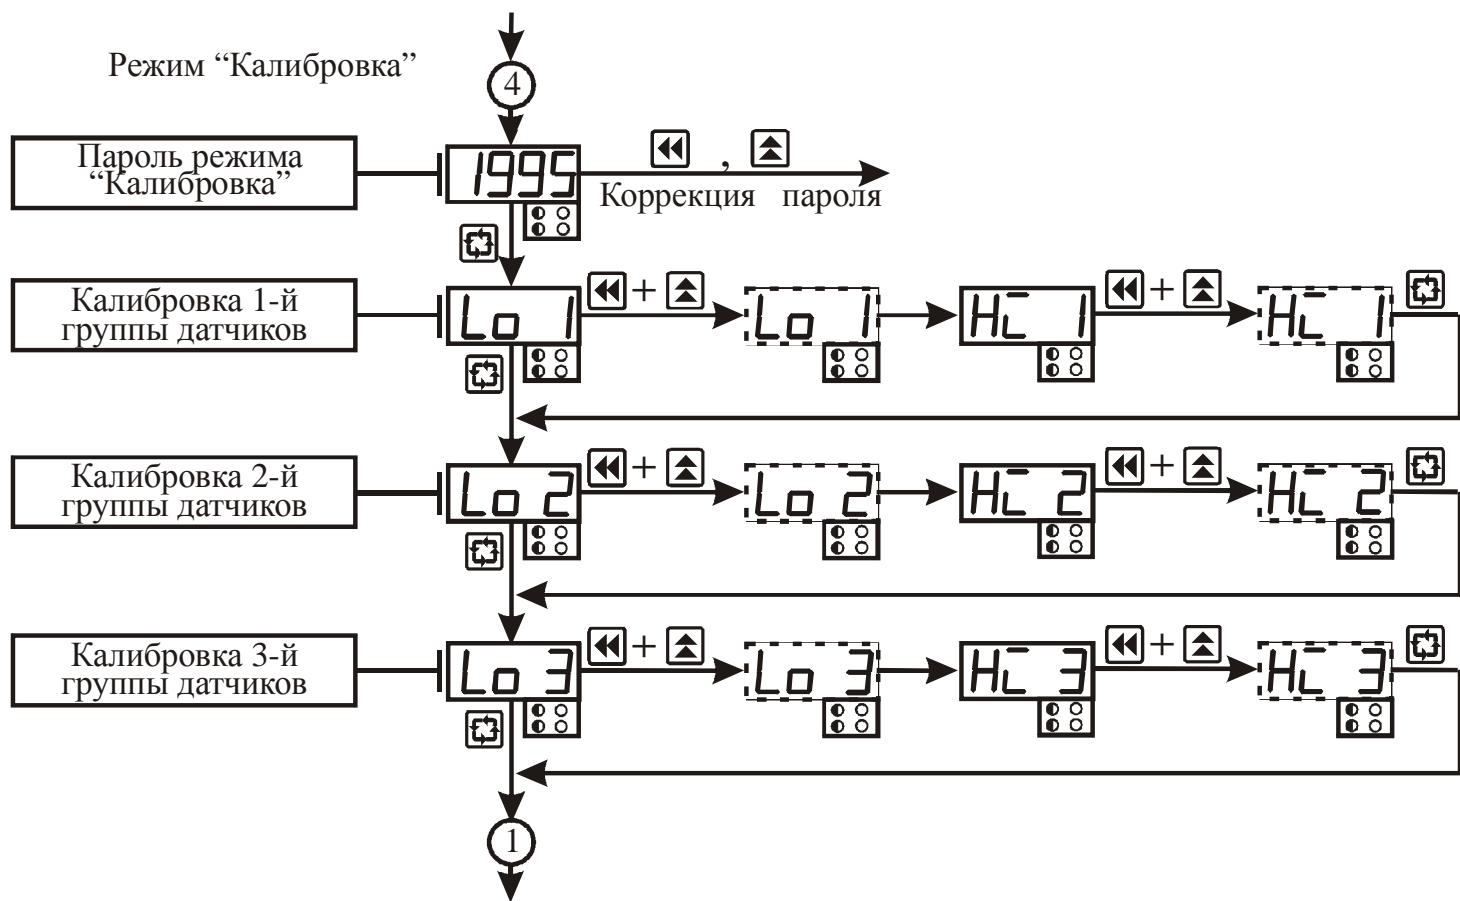 Режим “Калибровка”
4
Пароль режима
“Калибровка”
1995
,
Коррекция пароля
Калибровка 1-й
группы датчиков
Lo 1
+
Lo 1
Hi 1
+
Hi 1
Калибровка 2-й
группы датчиков
Lo 2
+
Lo 2
Hi 2
+
Hi 2
Калибровка 3-й
группы датчиков
Lo 3
+
Lo 3
Hi 3
+
Hi 3
1